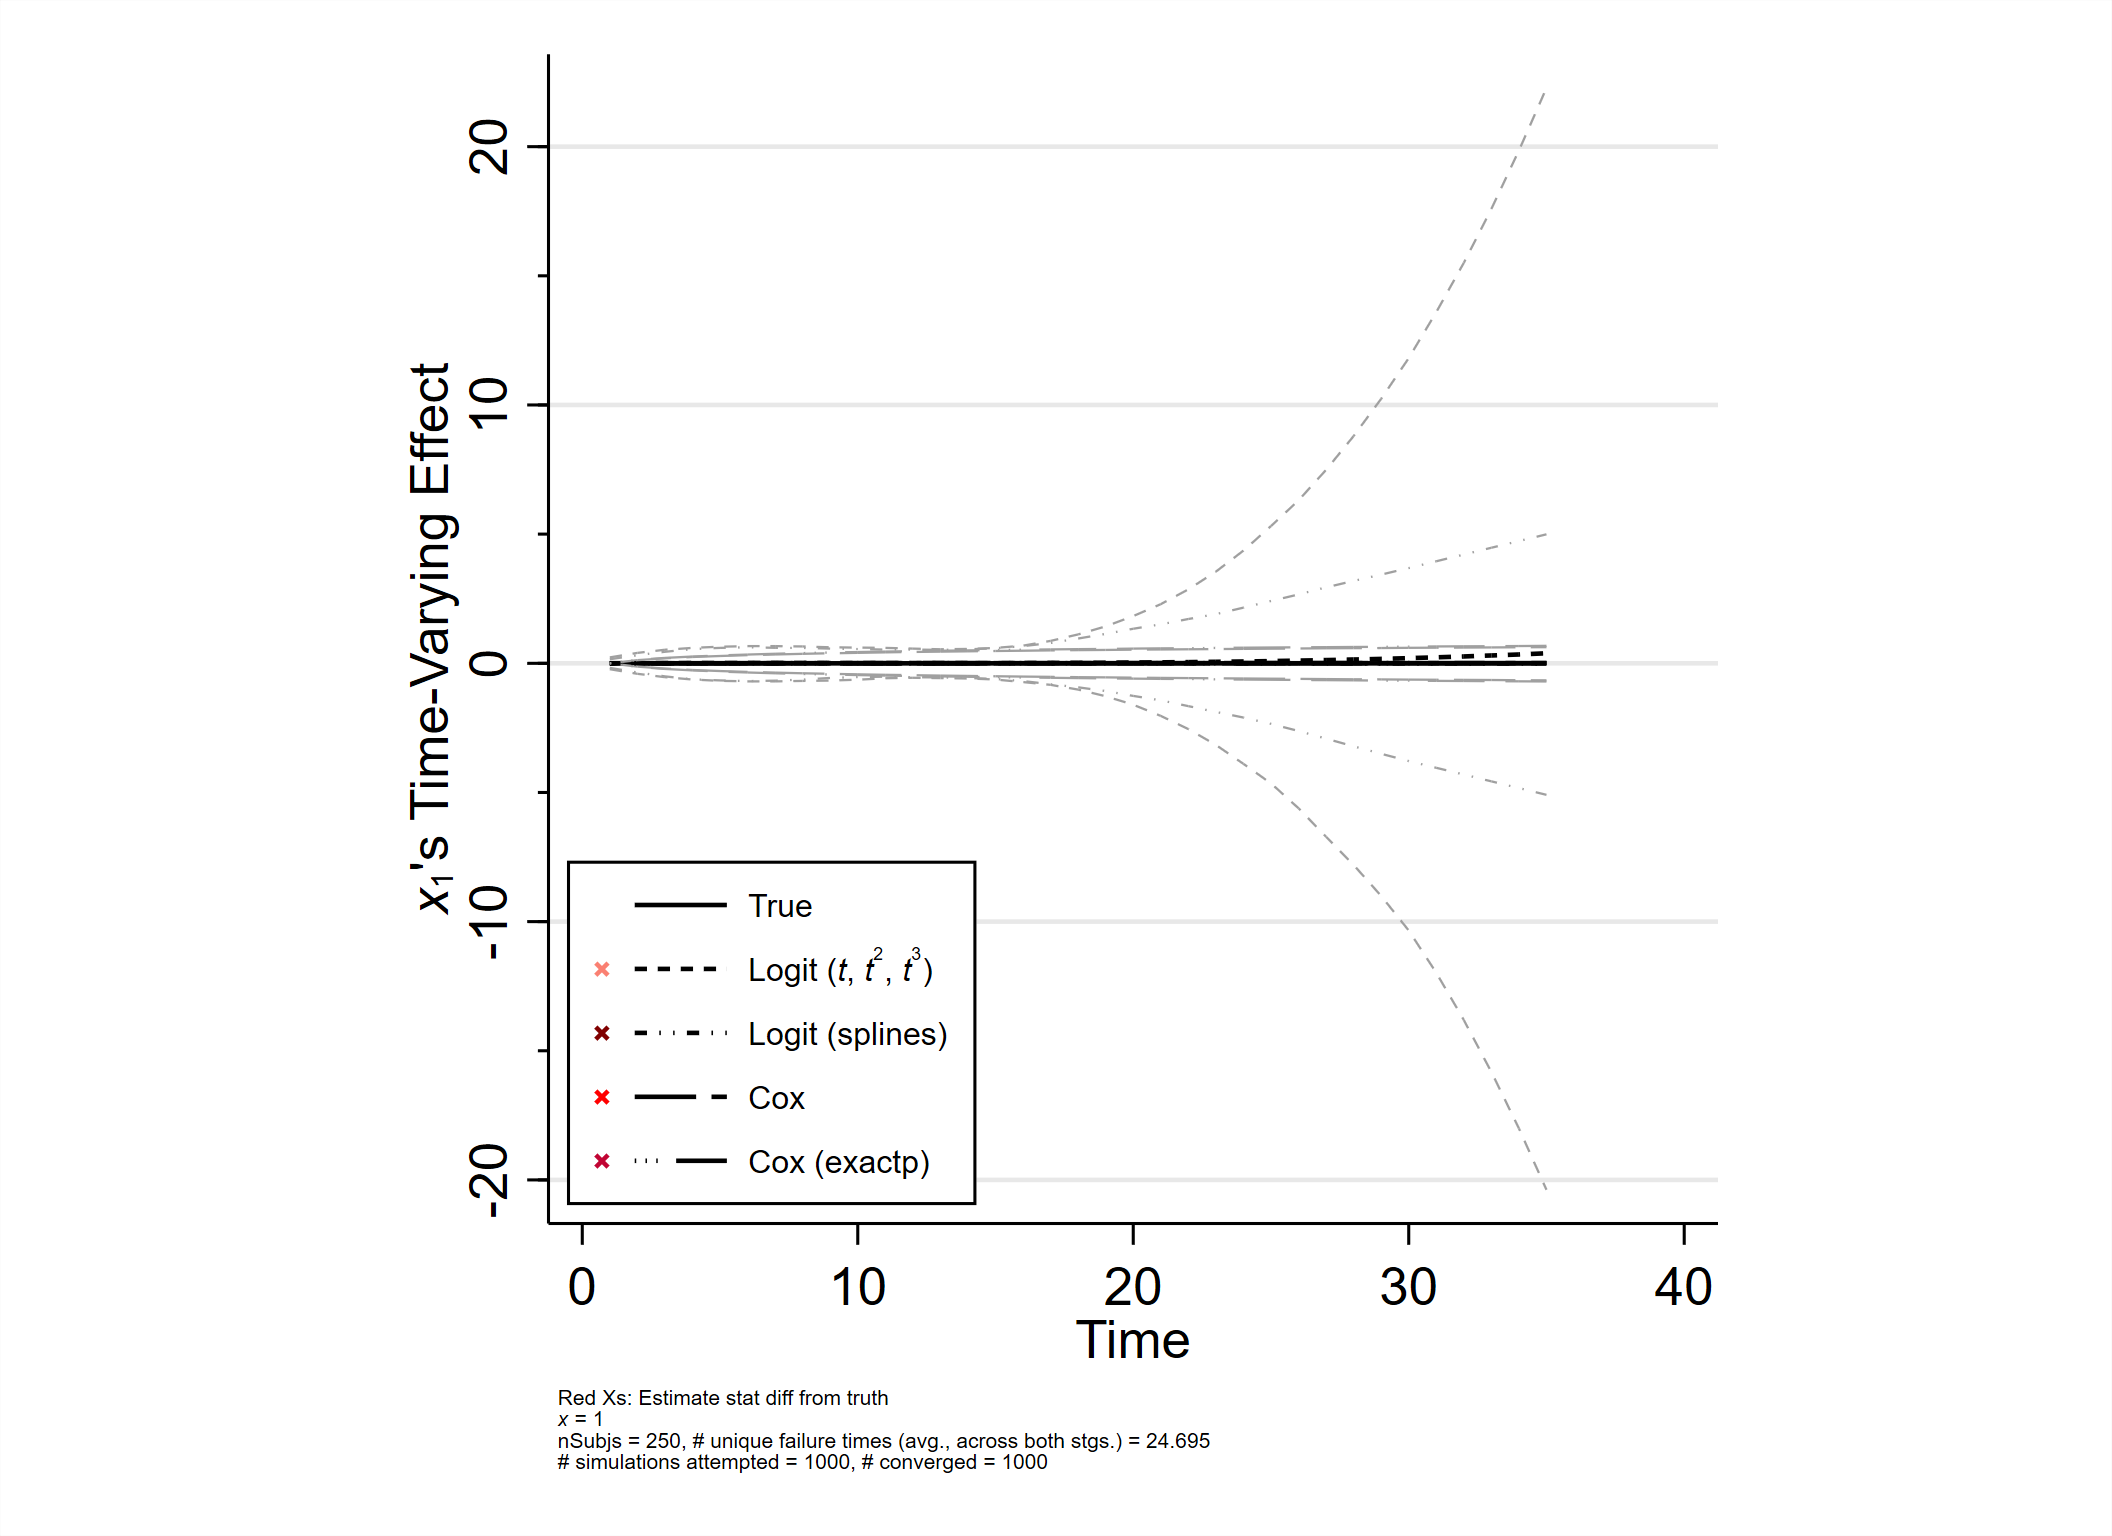 x₁'s Time-Varying Effect
20
10
0
-10
-20
True
Logit (t, t², t³)
Logit (splines)
Cox
Cox (exactp)
0 10 20 30 40
Time
Red Xs: Estimate stat diff from truth
x = 1
nSubjs = 250, # unique failure times (avg., across both stgs.) = 24.695
# simulations attempted = 1000, # converged = 1000